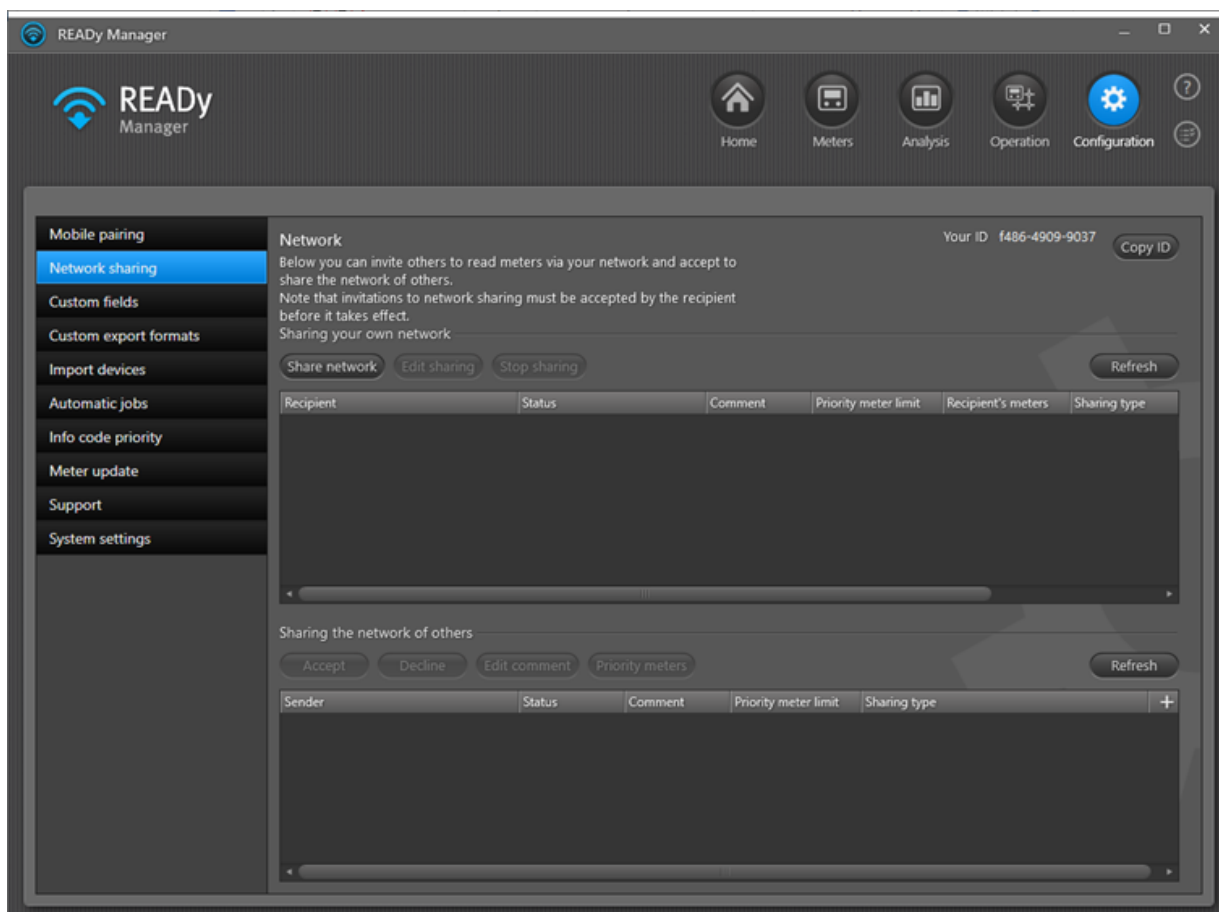 READy Manager
READy
Manager
Home Meters Analysis Operation Configuration
Mobile pairing
Network sharing
Custom fields
Custom export formats
Import devices
Automatic jobs
Info code priority
Meter update
Support
System settings
Network
Your ID f486-4909-9037 Copy ID
Below you can invite others to read meters via your network and accept to
share the network of others.
Note that invitations to network sharing must be accepted by the recipient
before it takes effect.
Sharing your own network
Share network Edit sharing Stop sharing Refresh
Recipient Status Comment Priority meter limit Recipient's meters Sharing type
Sharing the network of others
Accept Decline Edit comment Priority meters Refresh
Sender Status Comment Priority meter limit Sharing type +